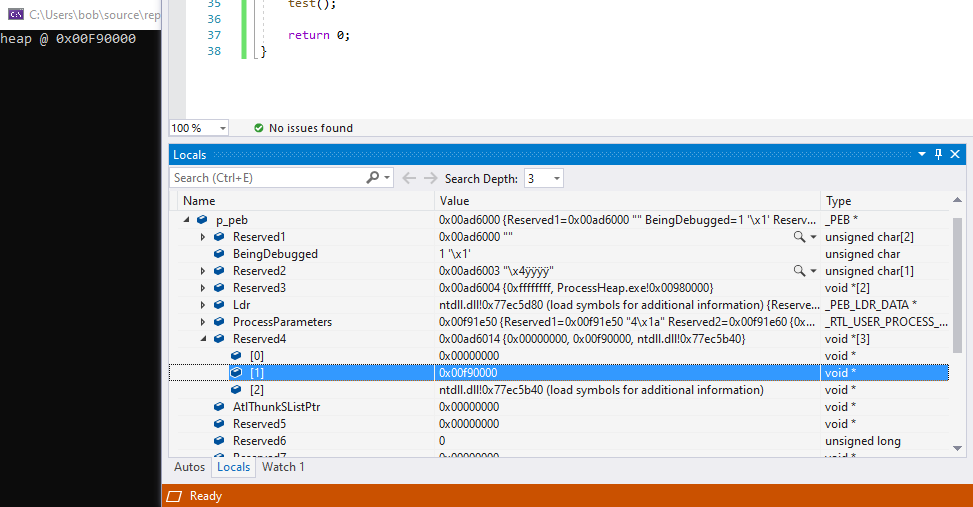 C:\Users\bob\source\rep
heap @ 0x00F90000
35 test();
36
37 return 0;
38 }
100 % No issues found
Locals
Search (Ctrl+E) Search Depth: 3
Name Value Type
p_peb 0x00ad6000 {Reserved1=0x00ad6000 "" BeingDebugged=1 '\x1' Reserv... _PEB *
Reserved1 0x00ad6000 "" unsigned char[2]
BeingDebugged 1 '\x1' unsigned char
Reserved2 0x00ad6003 "\x4ÿÿÿÿ" unsigned char[1]
Reserved3 0x00ad6004 {0xffffffff, ProcessHeap.exe!0x00980000} void *[2]
Ldr ntdll.dll!0x77ec5d80 (load symbols for additional information) {Reserve... _PEB_LDR_DATA *
ProcessParameters 0x00f91e50 {Reserved1=0x00f91e50 "4\x1a" Reserved2=0x00f91e60 {0x... _RTL_USER_PROCESS_...
Reserved4 0x00ad6014 {0x00000000, 0x00f90000, ntdll.dll!0x77ec5b40} void *[3]
[0] 0x00000000 void *
[1] 0x00f90000 void *
[2] ntdll.dll!0x77ec5b40 (load symbols for additional information) void *
AtlThunkSListPtr 0x00000000 void *
Reserved5 0x00000000 void *
Reserved6 0 unsigned long
Reserved7 0x00000000 void *
Autos Locals Watch 1
Ready